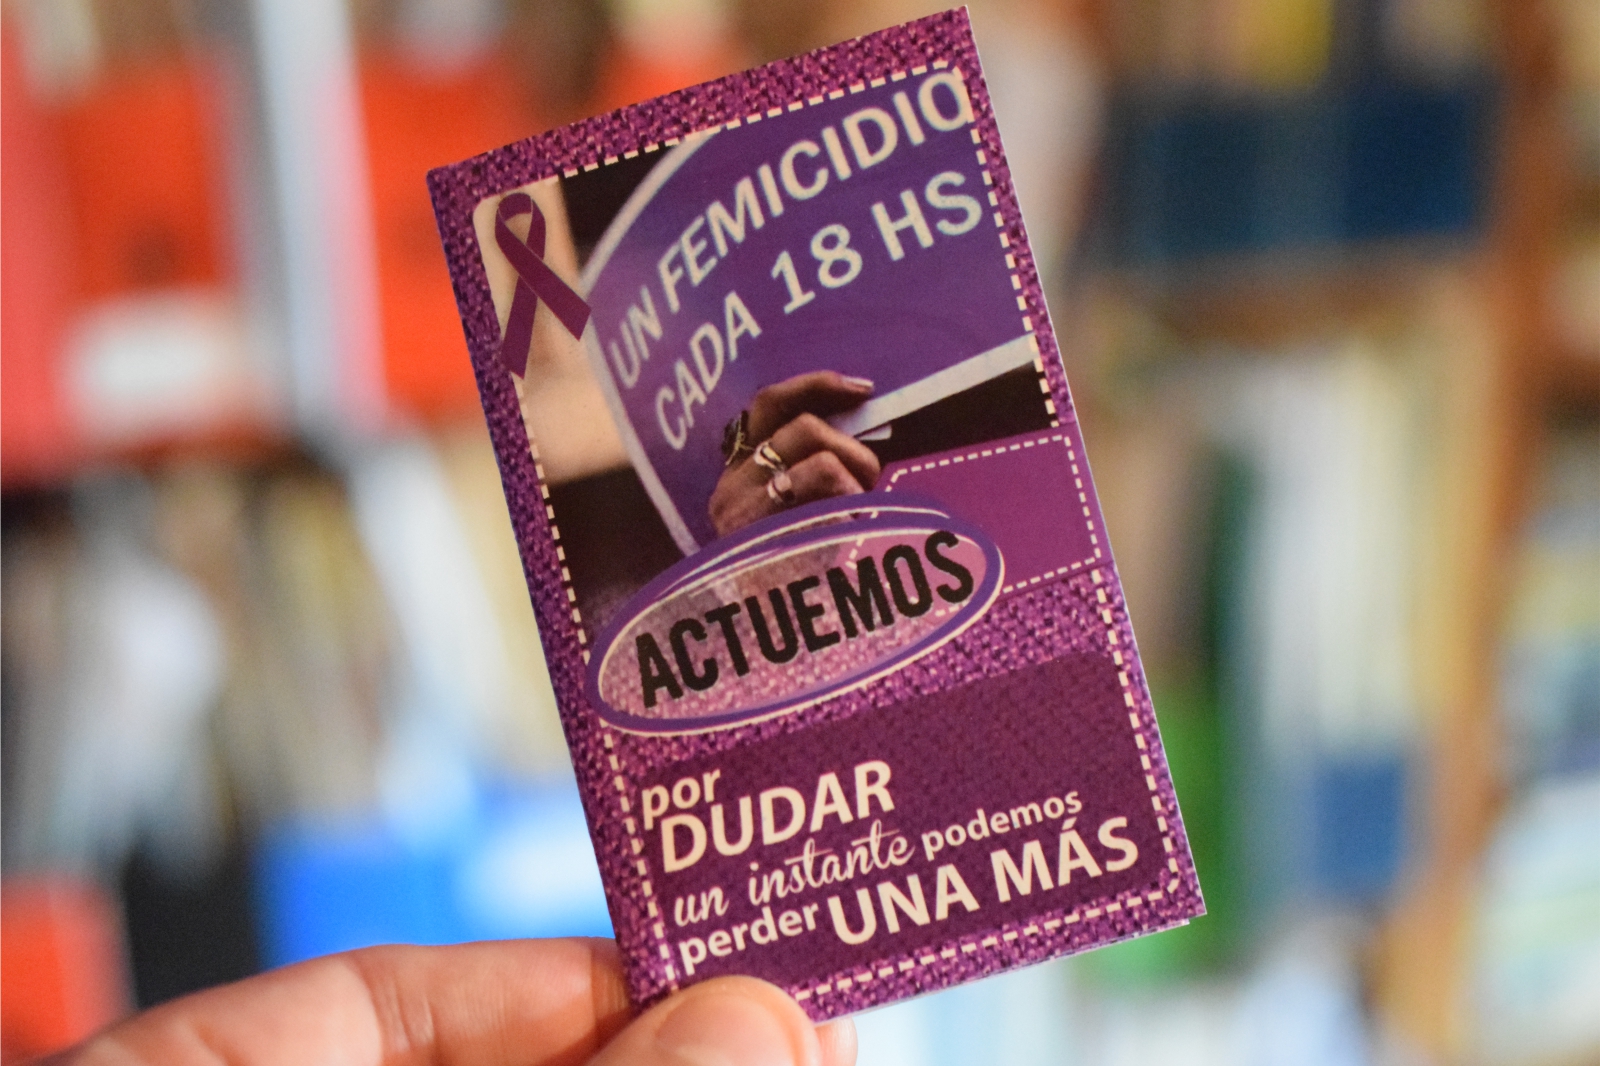 UN FEMICIDIO
CADA 18 HS
ACTUEMOS
por
DUDAR
un instante podemos
perder UNA MÁS